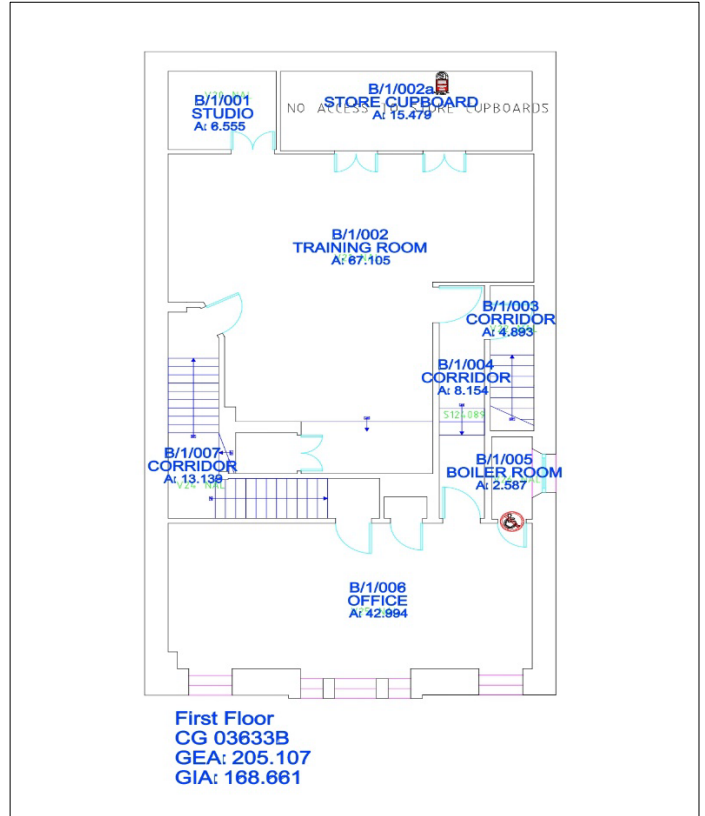 B/1/001
STUDIO
A: 6.555
B/1/002a
STORE CUPBOARD
A: 15.479
NO ACCESS TO STORE CUPBOARDS
B/1/002
TRAINING ROOM
A: 67.105
B/1/003
CORRIDOR
A: 4.893
B/1/004
CORRIDOR
A: 8.154
S124089
B/1/007
CORRIDOR
A: 13.139
V24 NAL
B/1/005
BOILER ROOM
A: 2.587
B/1/006
OFFICE
A: 42.994
First Floor
CG 03633B
GEA: 205.107
GIA: 168.661